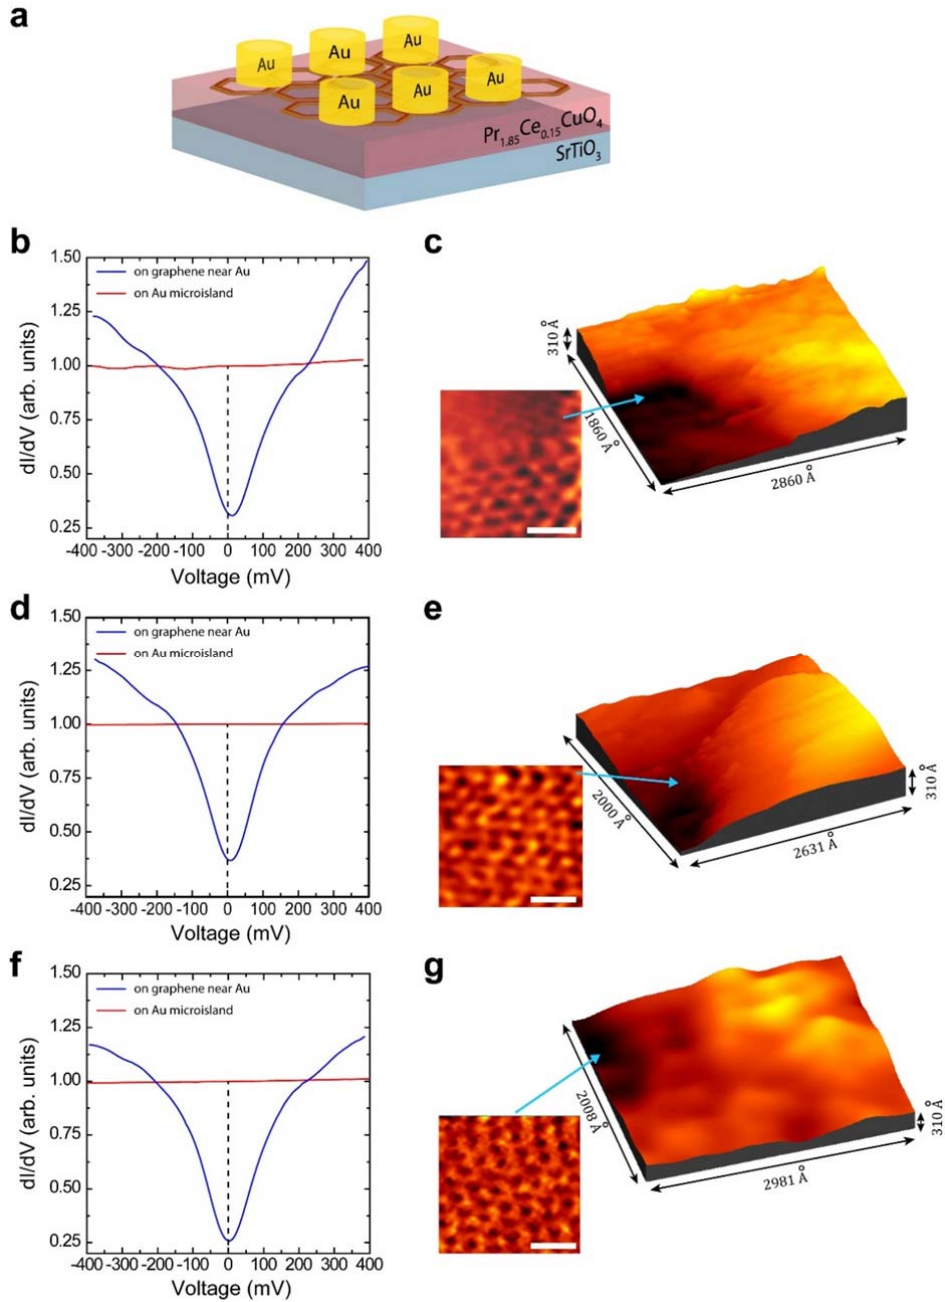 a
Au
Au
Au
Au
Au
Au
Pr1.85Ce0.15CuO4
SrTiO3
b
1.50
1.25
1.00
0.75
0.50
0.25
dI/dV (arb. units)
on graphene near Au
on Au microisland
-400 -300 -200 -100 0 100 200 300 400
Voltage (mV)
c
310 Å
1860 Å
2860 Å
d
1.50
1.25
1.00
0.75
0.50
0.25
dI/dV (arb. units)
on graphene near Au
on Au microisland
-400 -300 -200 -100 0 100 200 300 400
Voltage (mV)
e
2000 Å
2631 Å
310 Å
f
1.50
1.25
1.00
0.75
0.50
0.25
dI/dV (arb. units)
on graphene near Au
on Au microisland
-400 -300 -200 -100 0 100 200 300 400
Voltage (mV)
g
2008 Å
2981 Å
310 Å